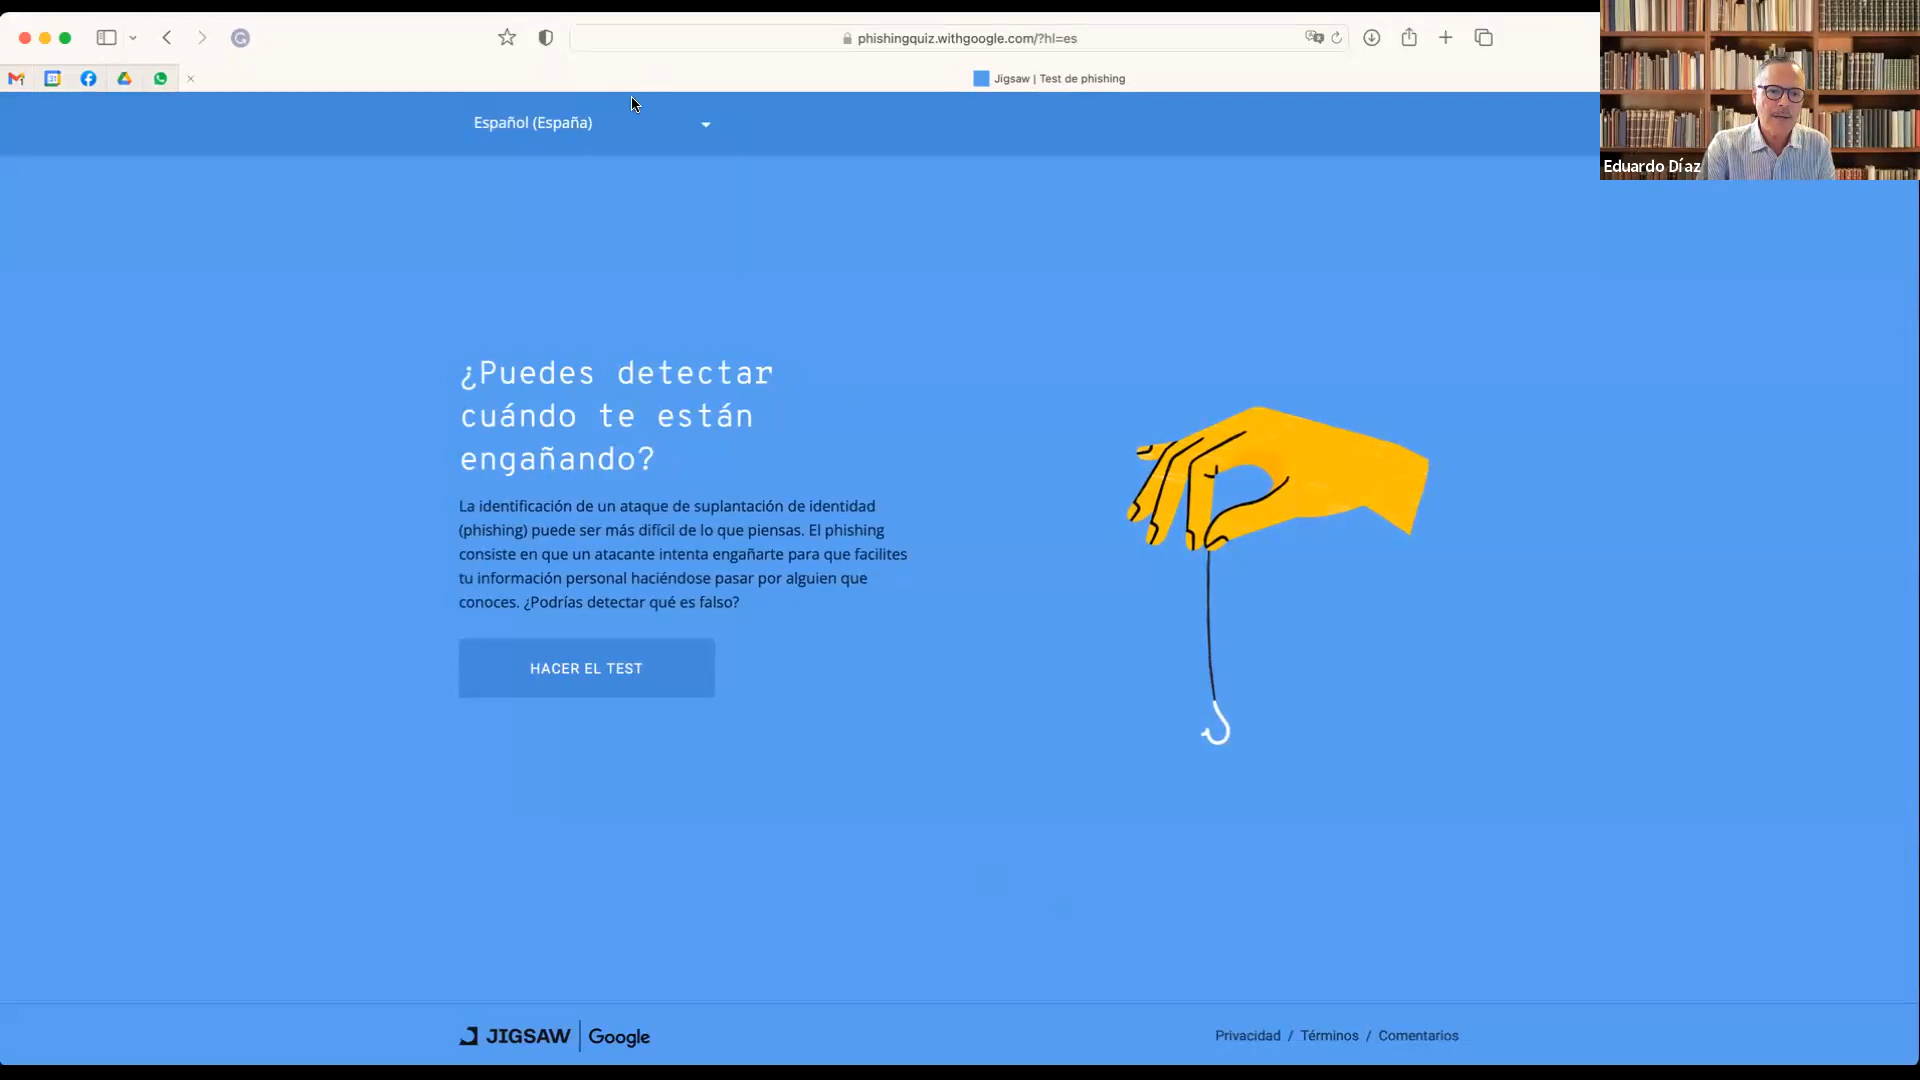 phishingquiz.withgoogle.com/?hl=es
Jigsaw | Test de phishing
Español (España)
Eduardo Díaz
¿Puedes detectar
cuándo te están
engañando?
La identificación de un ataque de suplantación de identidad
(phishing) puede ser más difícil de lo que piensas. El phishing
consiste en que un atacante intenta engañarte para que facilites
tu información personal haciéndose pasar por alguien que
conoces. ¿Podrías detectar qué es falso?
HACER EL TEST
JIGSAW | Google
Privacidad / Términos / Comentarios